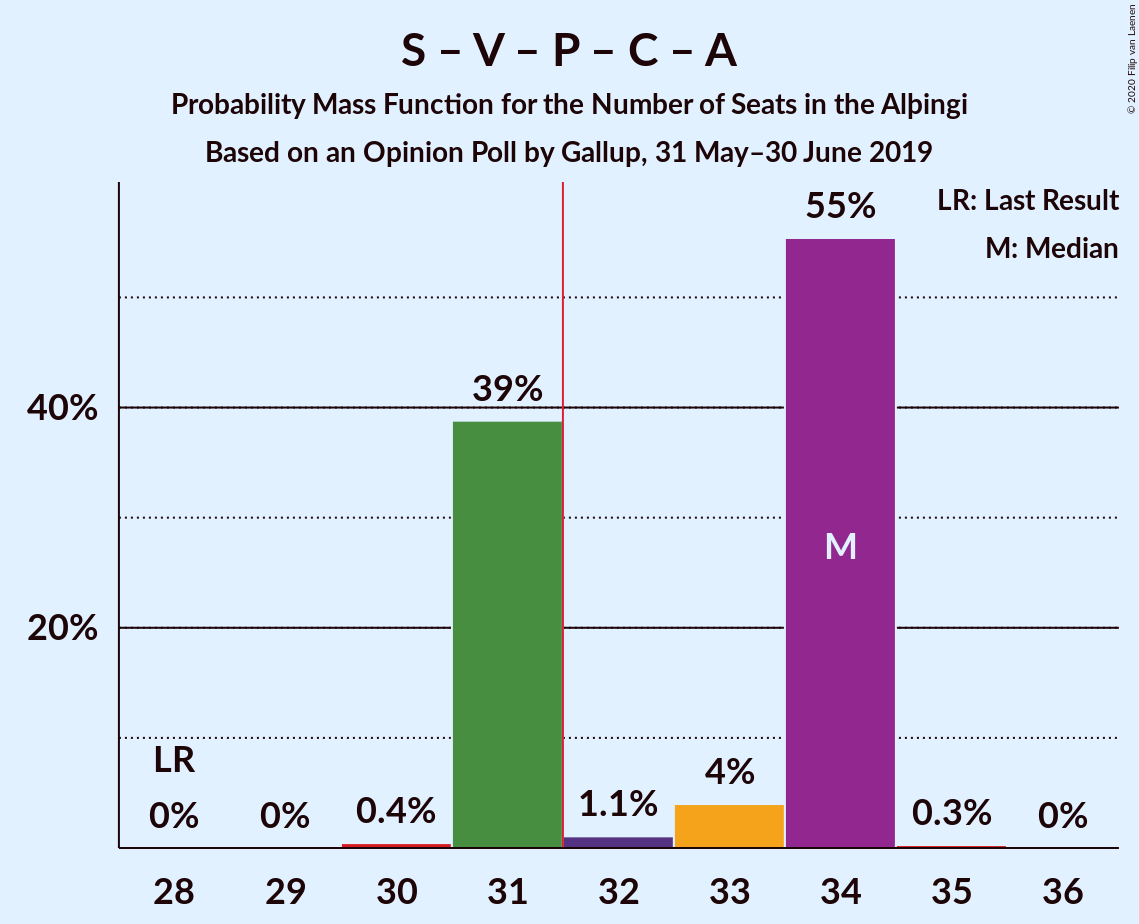 S – V – P – C – A
Probability Mass Function for the Number of Seats in the Alþingi
Based on an Opinion Poll by Gallup, 31 May–30 June 2019
© 2020 Filip van Laenen
LR: Last Result
M: Median
55%
39%
40%
M
20%
LR
0%
0%
0.4%
1.1%
4%
0.3%
0%
28
29
30
31
32
33
34
35
36